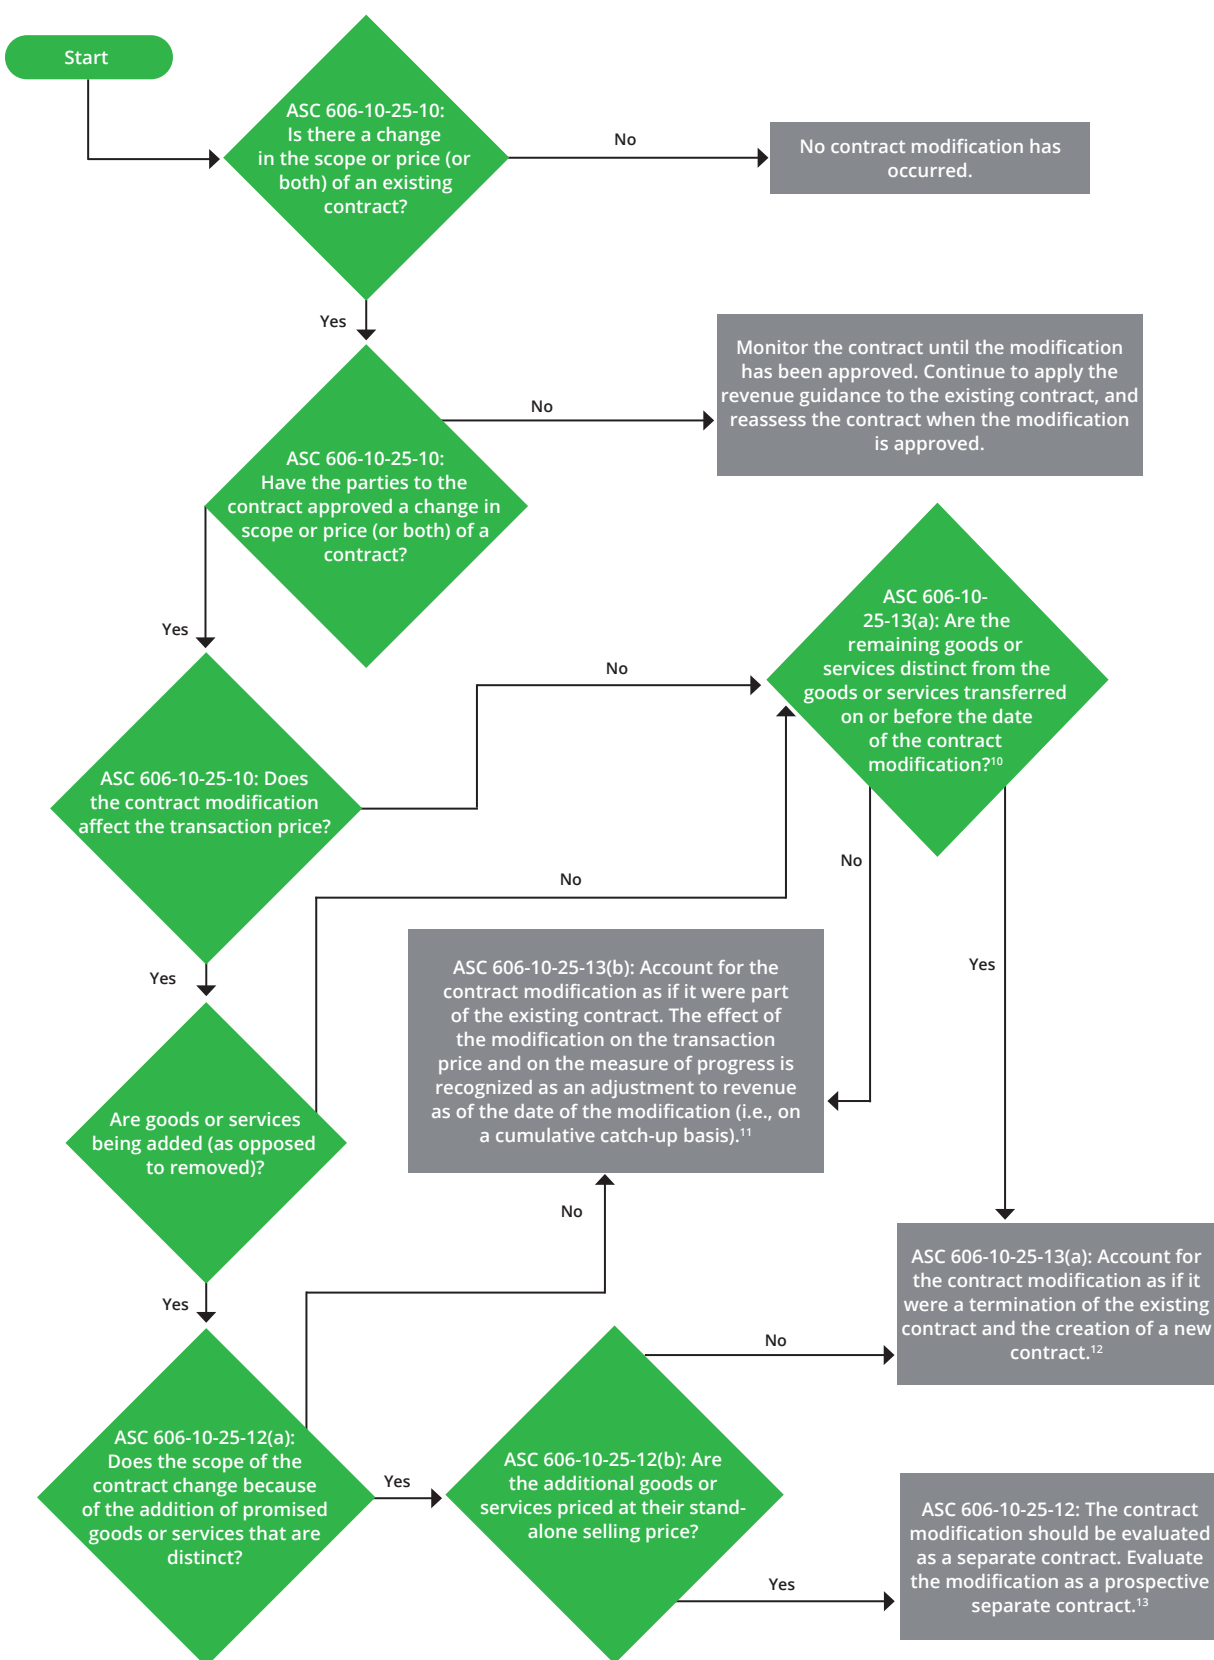 Start
ASC 606-10-25-10:
Is there a change
in the scope or price (or
both) of an existing
contract?
No
No contract modification has
occurred.
Yes
Monitor the contract until the modification
has been approved. Continue to apply the
revenue guidance to the existing contract, and
reassess the contract when the modification
is approved.
No
ASC 606-10-25-10:
Have the parties to the
contract approved a change in
scope or price (or both) of a
contract?
Yes
ASC 606-10-
25-13(a): Are the
remaining goods or
services distinct from the
goods or services transferred
on or before the date
of the contract
modification?¹⁰
No
ASC 606-10-25-10: Does
the contract modification
affect the transaction price?
No
No
Yes
Yes
ASC 606-10-25-13(b): Account for the
contract modification as if it were part
of the existing contract. The effect of
the modification on the transaction
price and on the measure of progress is
recognized as an adjustment to revenue
as of the date of the modification (i.e., on
a cumulative catch-up basis).¹¹
Are goods or services
being added (as opposed
to removed)?
No
Yes
ASC 606-10-25-13(a): Account for
the contract modification as if it
were a termination of the existing
contract and the creation of a new
contract.¹²
No
ASC 606-10-25-12(a):
Does the scope of the
contract change because
of the addition of promised
goods or services that are
distinct?
Yes
ASC 606-10-25-12(b): Are
the additional goods or
services priced at their stand-
alone selling price?
Yes
ASC 606-10-25-12: The contract
modification should be evaluated
as a separate contract. Evaluate
the modification as a prospective
separate contract.¹³